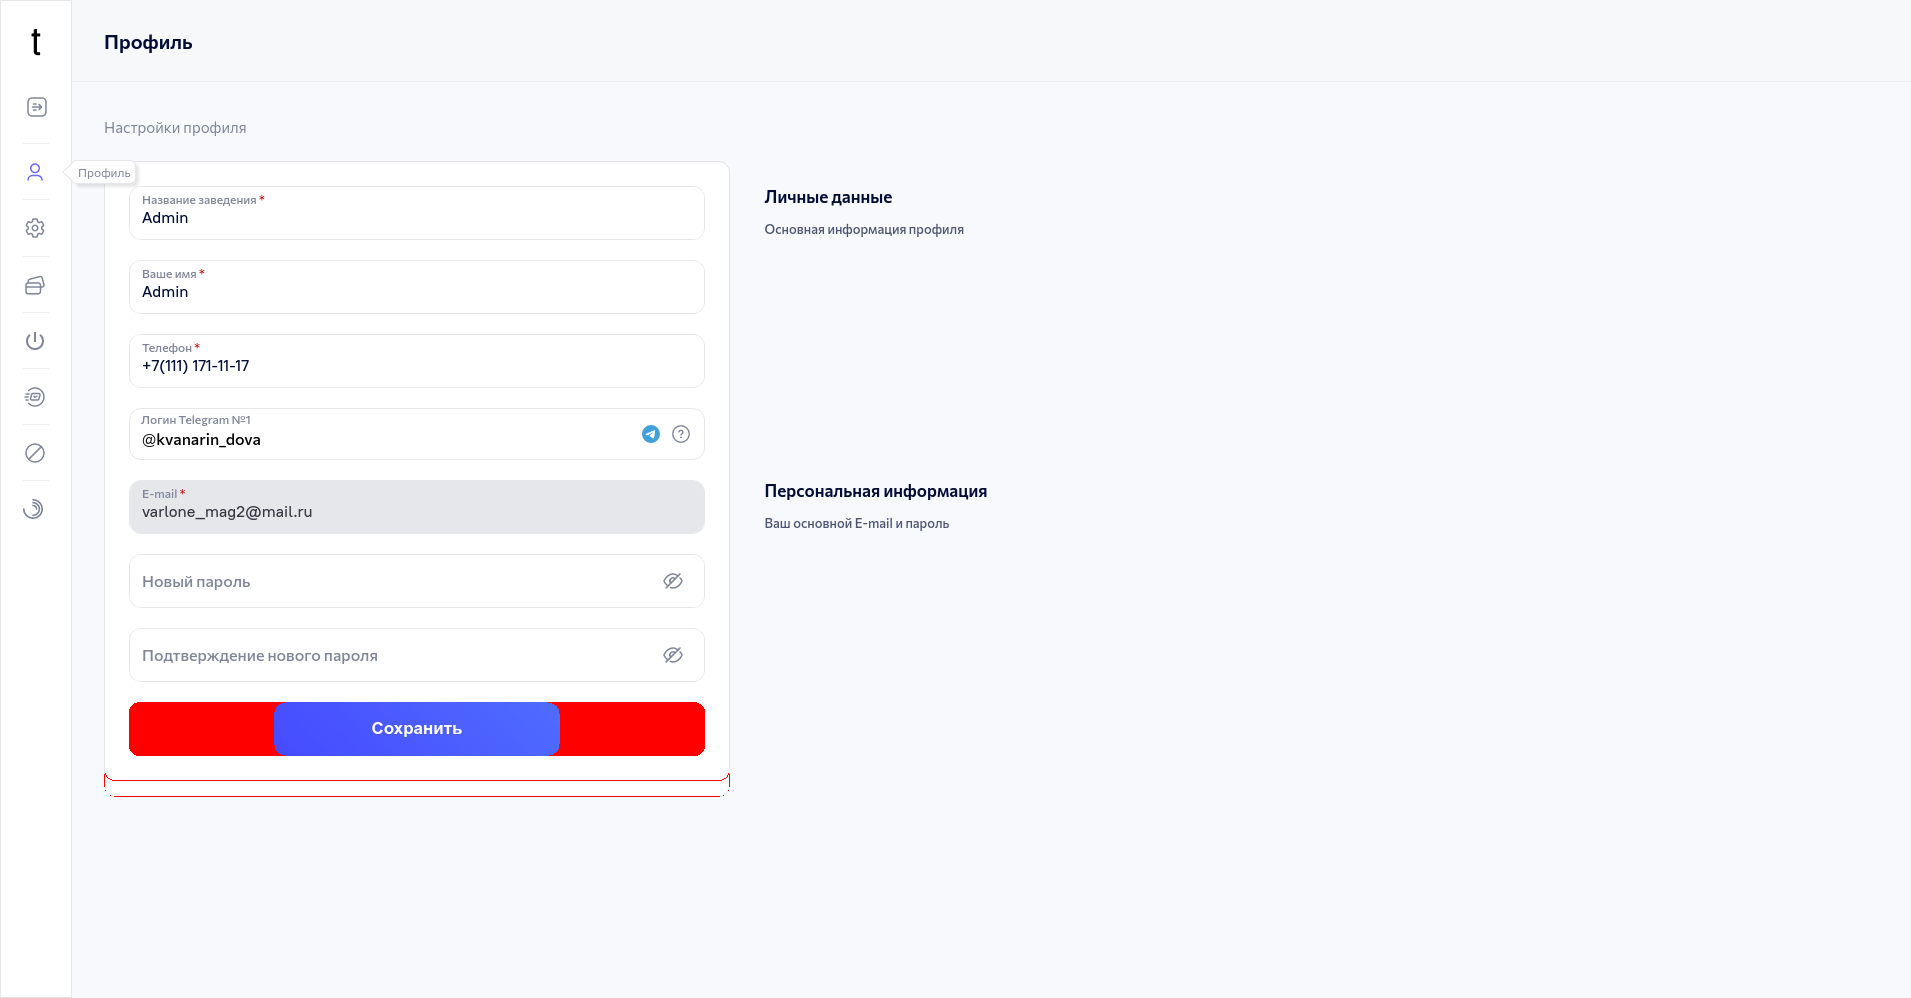 t
Профиль
Настройки профиля
Профиль
Название заведения *
Admin
Ваше имя *
Admin
Телефон *
+7(111) 171-11-17
Логин Telegram №1
@kvanarin_dova
E-mail *
varlone_mag2@mail.ru
Новый пароль
Подтверждение нового пароля
Сохранить
Личные данные
Основная информация профиля
Персональная информация
Ваш основной E-mail и пароль